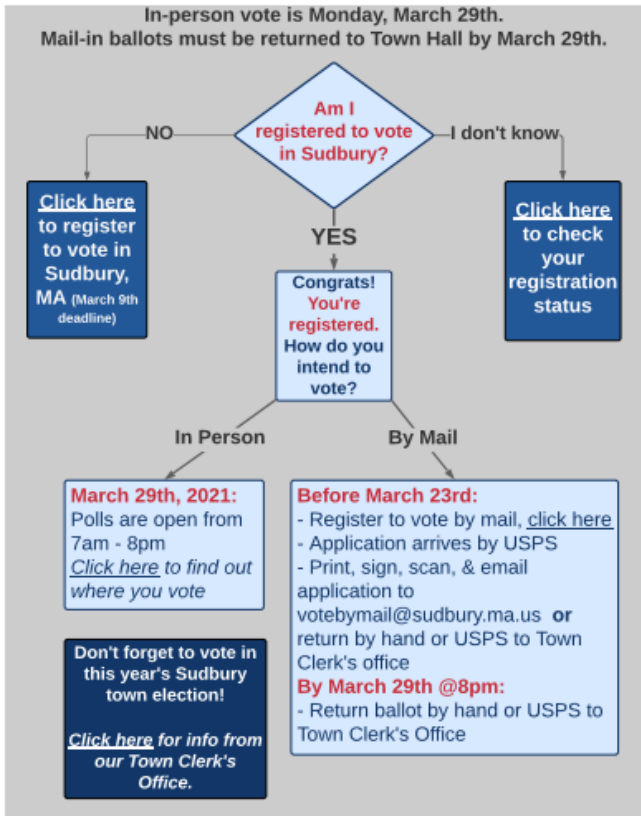 In-person vote is Monday, March 29th.
Mail-in ballots must be returned to Town Hall by March 29th.
Am I
registered to vote
in Sudbury?
NO
I don't know
Click here
to register
to vote in
Sudbury,
MA (March 9th
deadline)
YES
Click here
to check
your
registration
status
Congrats!
You're
registered.
How do you
intend to
vote?
In Person
By Mail
March 29th, 2021:
Polls are open from
7am - 8pm
Click here to find out
where you vote
Before March 23rd:
- Register to vote by mail, click here
- Application arrives by USPS
- Print, sign, scan, & email
application to
votebymail@sudbury.ma.us or
return by hand or USPS to Town
Clerk's office
By March 29th @8pm:
- Return ballot by hand or USPS to
Town Clerk's Office
Don't forget to vote in
this year's Sudbury
town election!
Click here for info from
our Town Clerk's
Office.